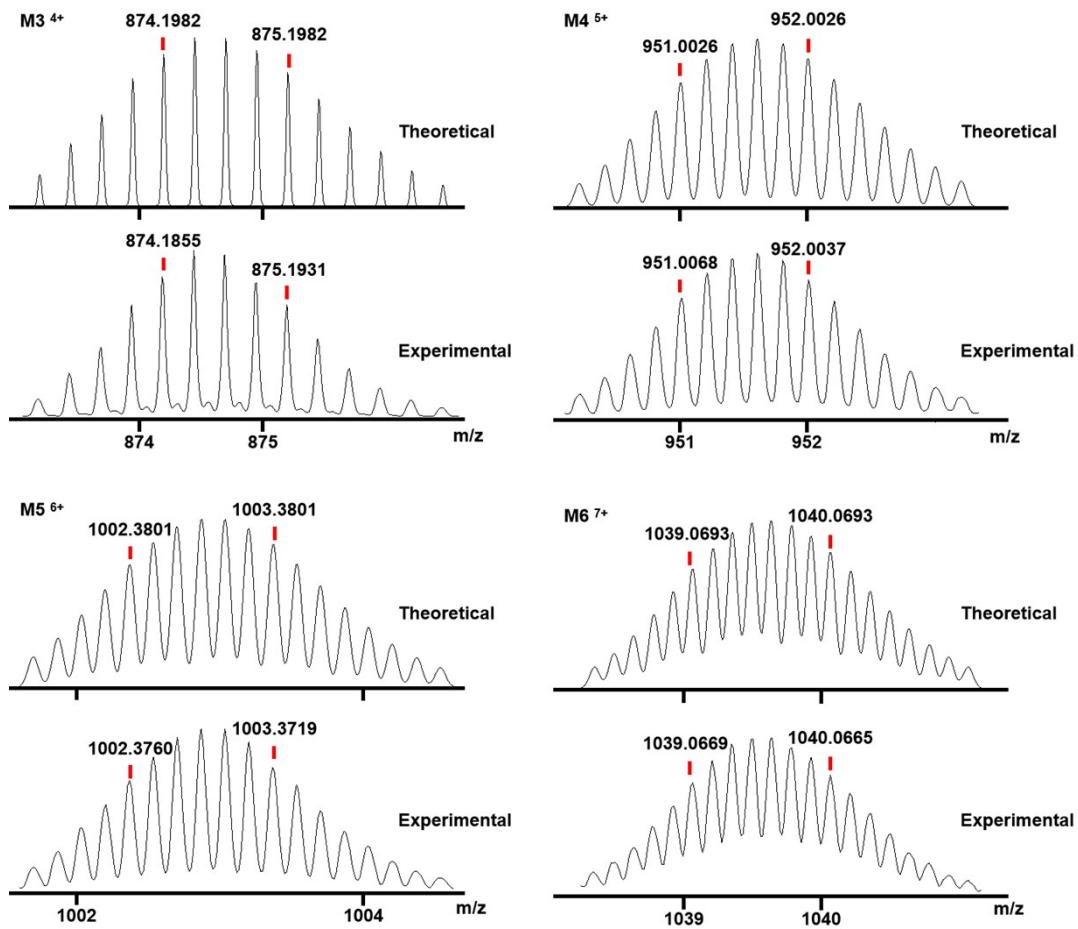 M3 4+
874.1982
875.1982
Theoretical
874.1855
875.1931
Experimental
874
875
m/z
M4 5+
951.0026
952.0026
Theoretical
951.0068
952.0037
Experimental
951
952
m/z
M5 6+
1002.3801
1003.3801
Theoretical
1002.3760
1003.3719
Experimental
1002
1004
m/z
M6 7+
1039.0693
1040.0693
Theoretical
1039.0669
1040.0665
Experimental
1039
1040
m/z